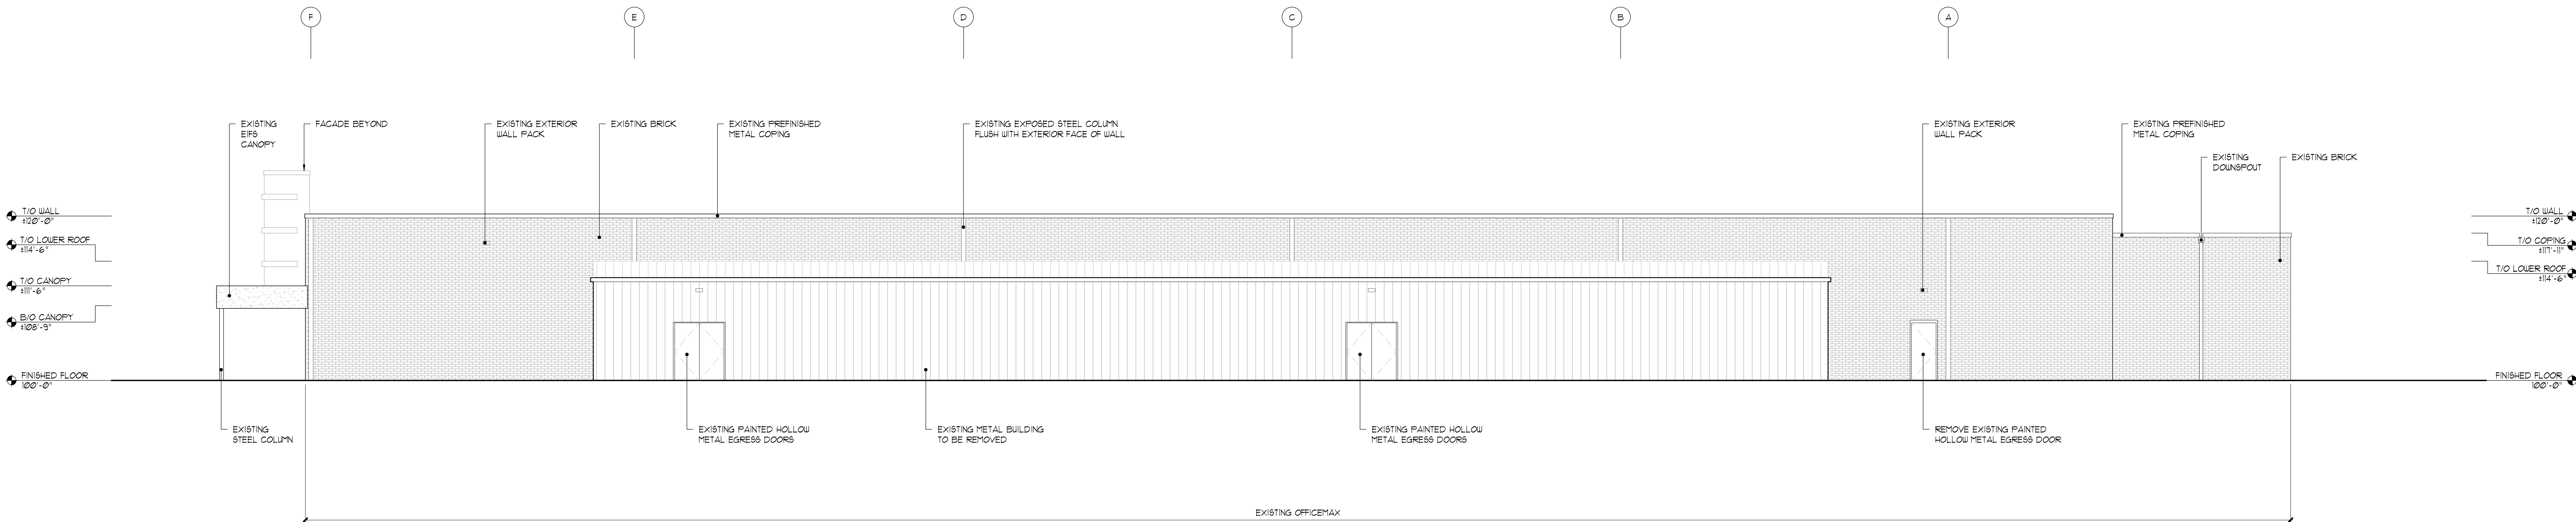 F
E
D
C
B
A
EXISTING
EIFS
CANOPY
FACADE BEYOND
EXISTING EXTERIOR
WALL PACK
EXISTING BRICK
EXISTING PREFINISHED
METAL COPING
EXISTING EXPOSED STEEL COLUMN
FLUSH WITH EXTERIOR FACE OF WALL
EXISTING EXTERIOR
WALL PACK
EXISTING PREFINISHED
METAL COPING
EXISTING
DOWNSPOUT
EXISTING BRICK
T/O WALL
±120'-0"
T/O LOWER ROOF
±114'-6"
T/O CANOPY
±111'-6"
B/O CANOPY
±108'-9"
FINISHED FLOOR
100'-0"
T/O WALL
±120'-0"
T/O COPING
±117'-11"
T/O LOWER ROOF
±114'-6"
FINISHED FLOOR
100'-0"
EXISTING
STEEL COLUMN
EXISTING PAINTED HOLLOW
METAL EGRESS DOORS
EXISTING METAL BUILDING
TO BE REMOVED
EXISTING PAINTED HOLLOW
METAL EGRESS DOORS
REMOVE EXISTING PAINTED
HOLLOW METAL EGRESS DOOR
EXISTING OFFICEMAX